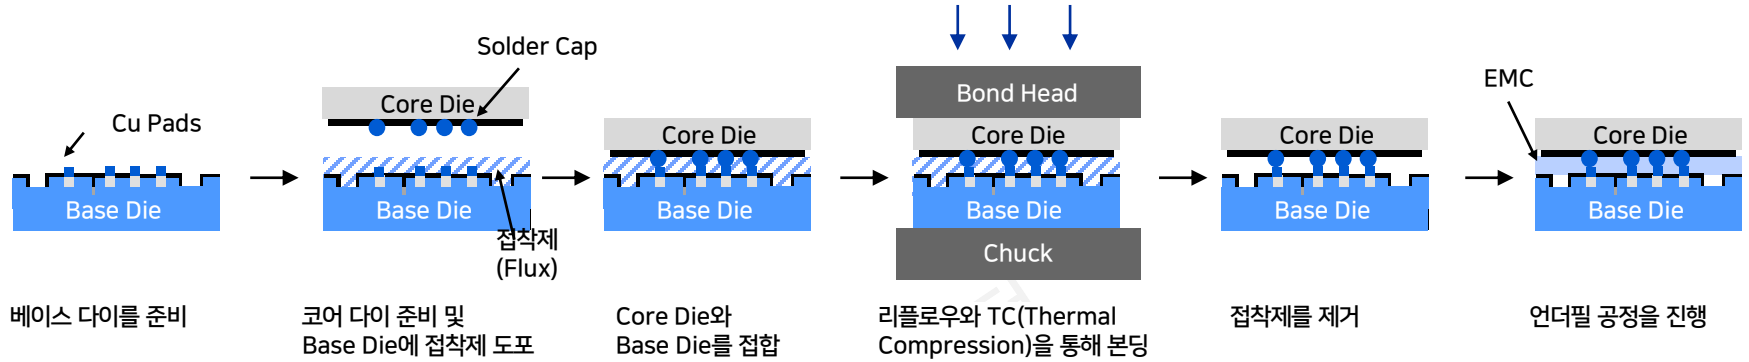 Cu Pads
Base Die
베이스 다이를 준비
Solder Cap
Core Die
Base Die
접착제
(Flux)
코어 다이 준비 및
Base Die에 접착제 도포
Core Die
Base Die
Core Die와
Base Die를 접합
Bond Head
Core Die
Base Die
Chuck
리플로우와 TC(Thermal
Compression)을 통해 본딩
Core Die
Base Die
접착제를 제거
EMC
Core Die
Base Die
언더필 공정을 진행